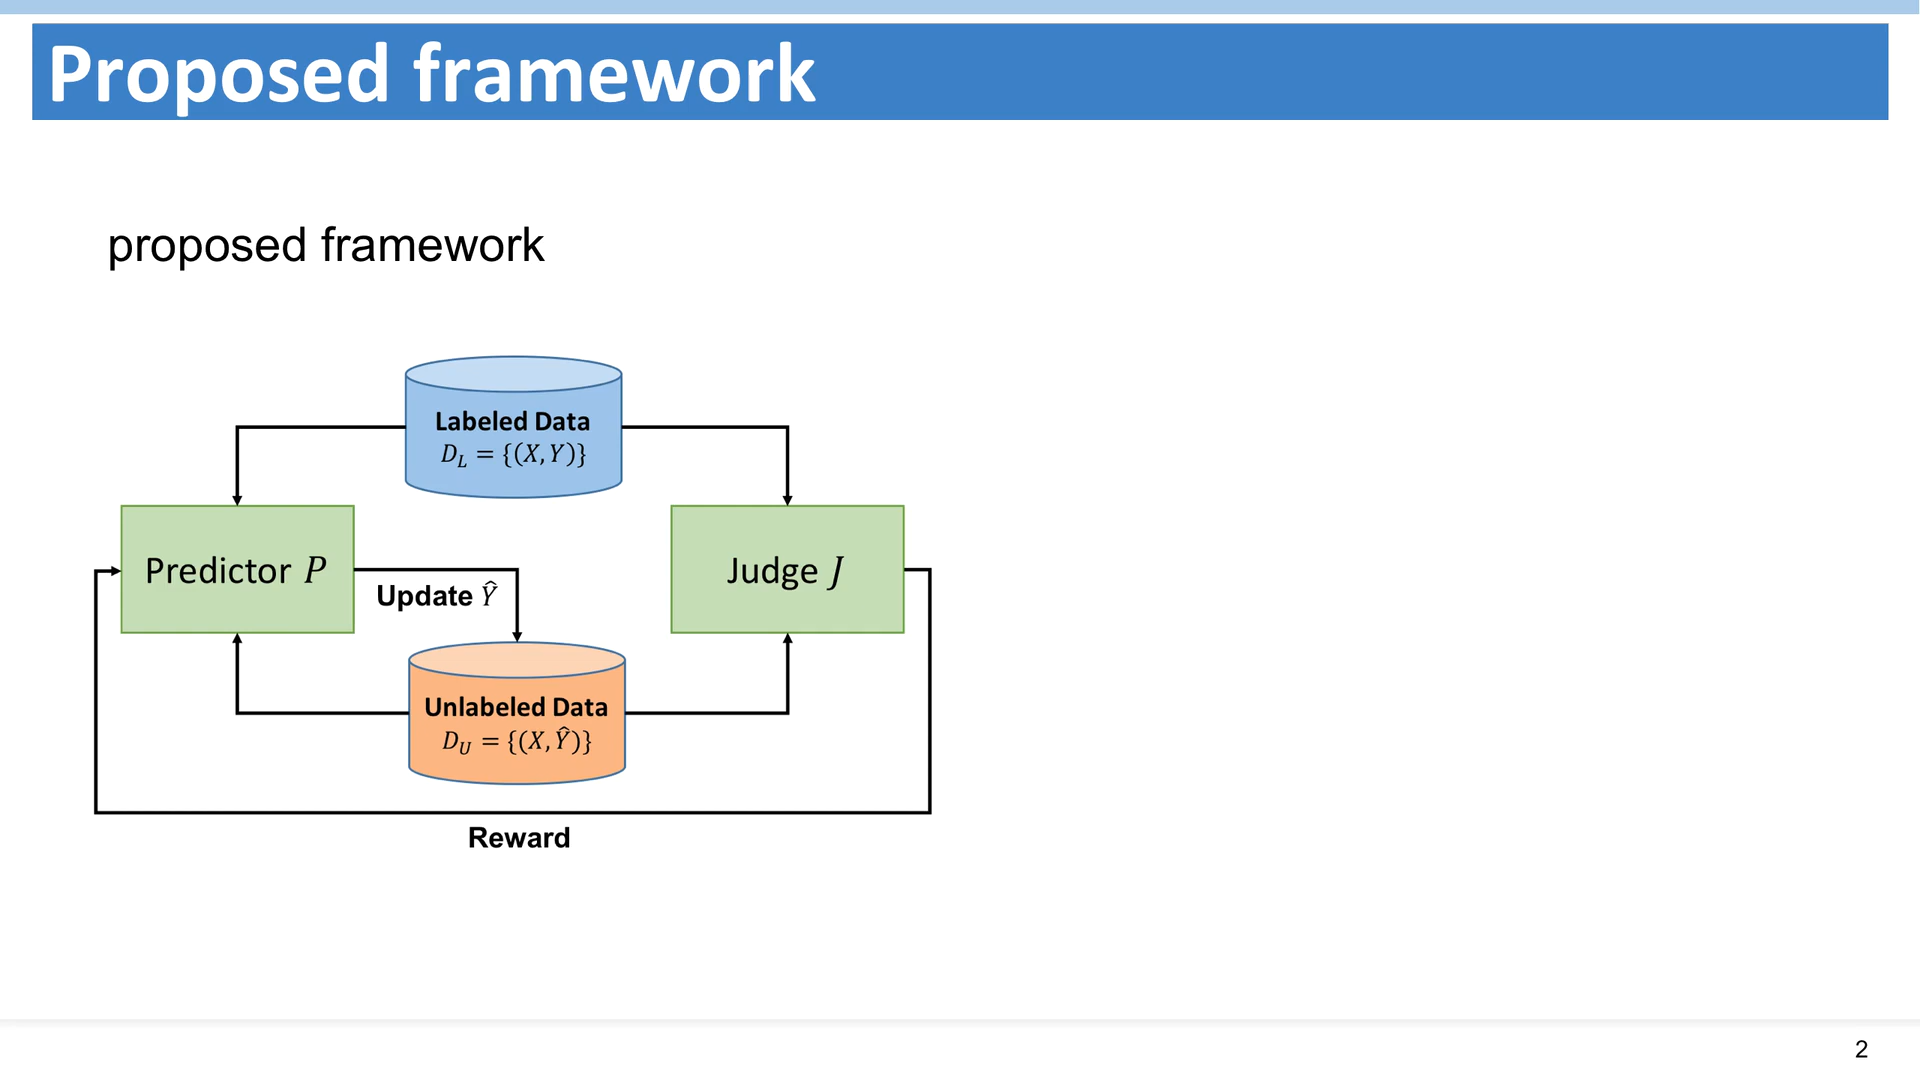 Proposed framework
proposed framework
Labeled Data
D_L = {(X, Y)}
Predictor P
Update Ŷ
Judge J
Unlabeled Data
D_U = {(X, Ŷ)}
Reward
2